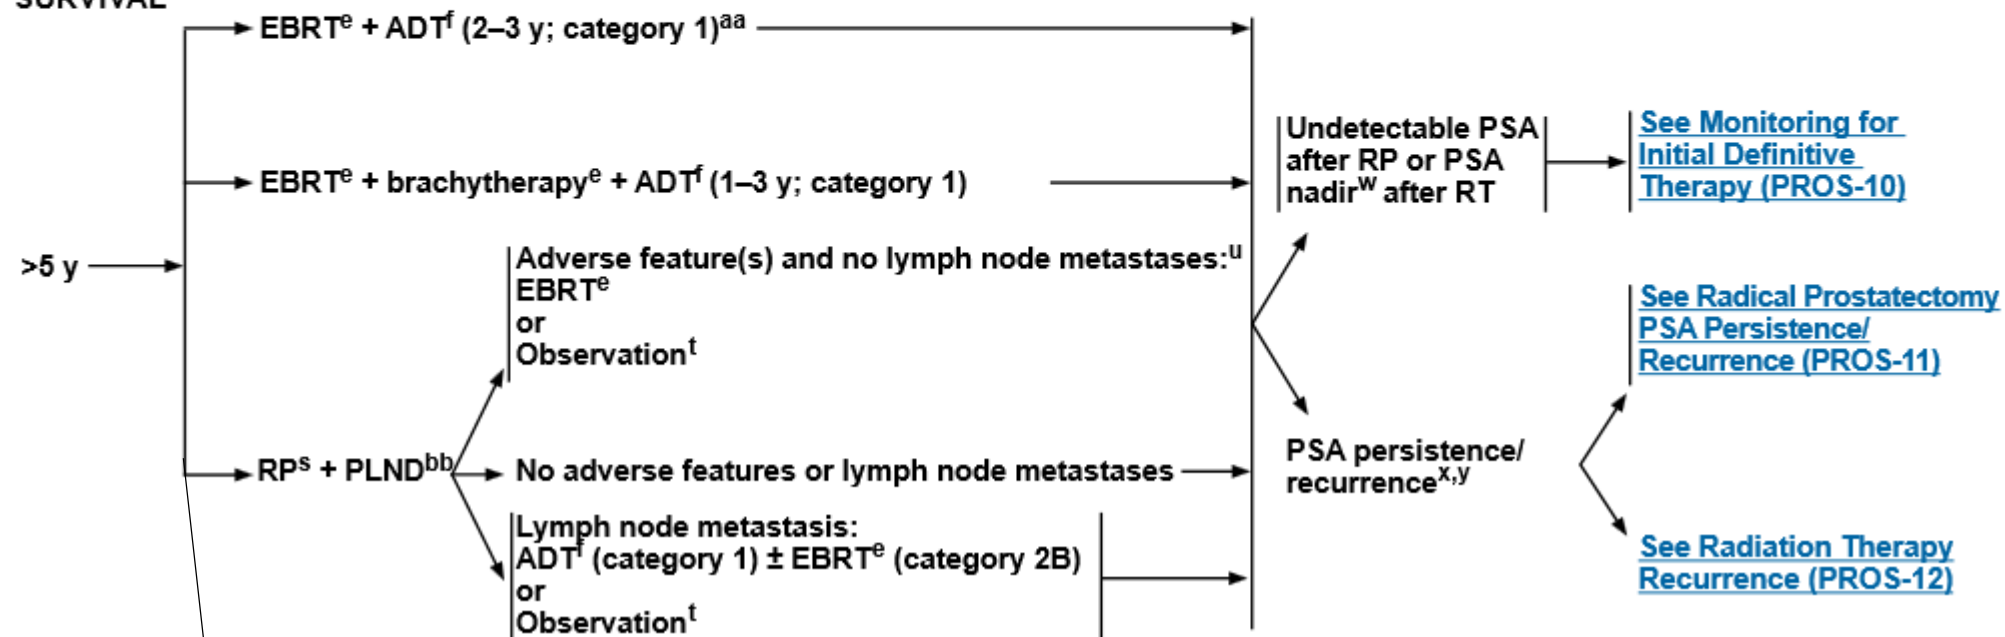 SURVIVAL
EBRTe + ADTf (2–3 y; category 1)aa
EBRTe + brachytherapye + ADTf (1–3 y; category 1)
>5 y
Adverse feature(s) and no lymph node metastases:u
EBRTe
or
Observationt
RPs + PLNDbb
No adverse features or lymph node metastases
Lymph node metastasis:
ADTf (category 1) ± EBRTe (category 2B)
or
Observationt
Undetectable PSA
after RP or PSA
nadirw after RT
PSA persistence/
recurrencex,y
See Monitoring for
Initial Definitive
Therapy (PROS-10)
See Radical Prostatectomy
PSA Persistence/
Recurrence (PROS-11)
See Radiation Therapy
Recurrence (PROS-12)